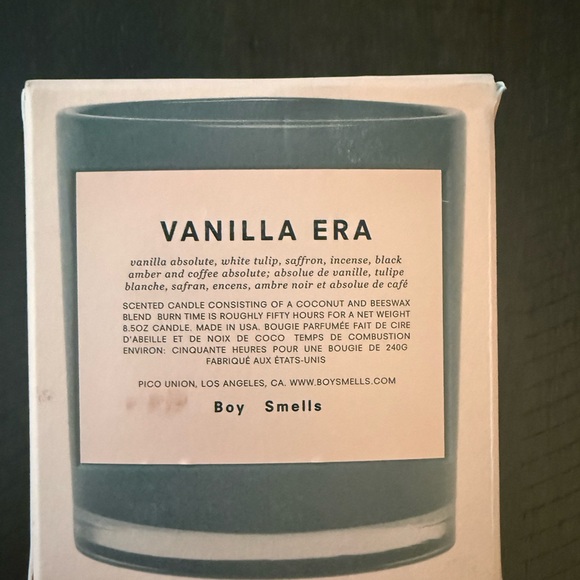 VANILLA ERA
vanilla absolute, white tulip, saffron, incense, black
amber and coffee absolute; absolue de vanille, tulipe
blanche, safran, encens, ambre noir et absolue de café
SCENTED CANDLE CONSISTING OF A COCONUT AND BEESWAX
BLEND BURN TIME IS ROUGHLY FIFTY HOURS FOR A NET WEIGHT
8.5OZ CANDLE. MADE IN USA. BOUGIE PARFUMÉE FAIT DE CIRE
D'ABEILLE ET DE NOIX DE COCO TEMPS DE COMBUSTION
ENVIRON: CINQUANTE HEURES POUR UNE BOUGIE DE 240G
FABRIQUÉ AUX ÉTATS-UNIS
PICO UNION, LOS ANGELES, CA. WWW.BOYSMELLS.COM
Boy Smells